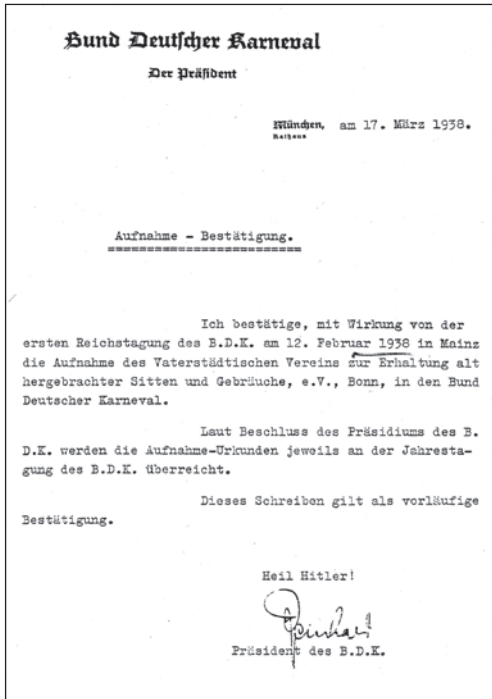 Bund Deutscher Karneval
Der Präsident
München, am 17. März 1938.
Rathaus
Aufnahme - Bestätigung.
Ich bestätige, mit Wirkung von der
ersten Reichstagung des B.D.K. am 12. Februar 1938 in Mainz
die Aufnahme des Vaterstädtischen Vereins zur Erhaltung alt
hergebrachter Sitten und Gebräuche, e.V., Bonn, in den Bund
Deutscher Karneval.
Laut Beschluss des Präsidiums des B.
D.K. werden die Aufnahme-Urkunden jeweils an der Jahresta-
gung des B.D.K. überreicht.
Dieses Schreiben gilt als vorläufige
Bestätigung.
Heil Hitler!
Präsident des B.D.K.